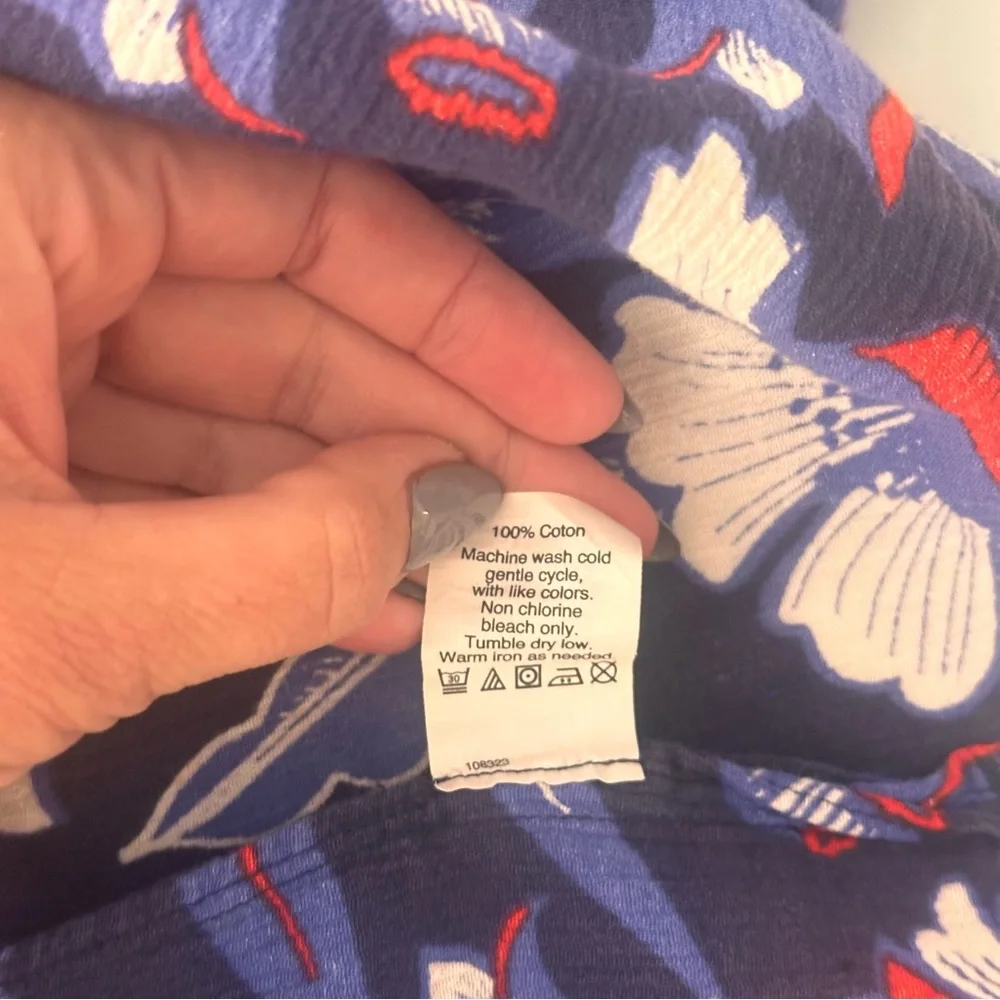 100% Coton
Machine wash cold
gentle cycle,
with like colors.
Non chlorine
bleach only.
Tumble dry low.
Warm iron as needed.
30
108323